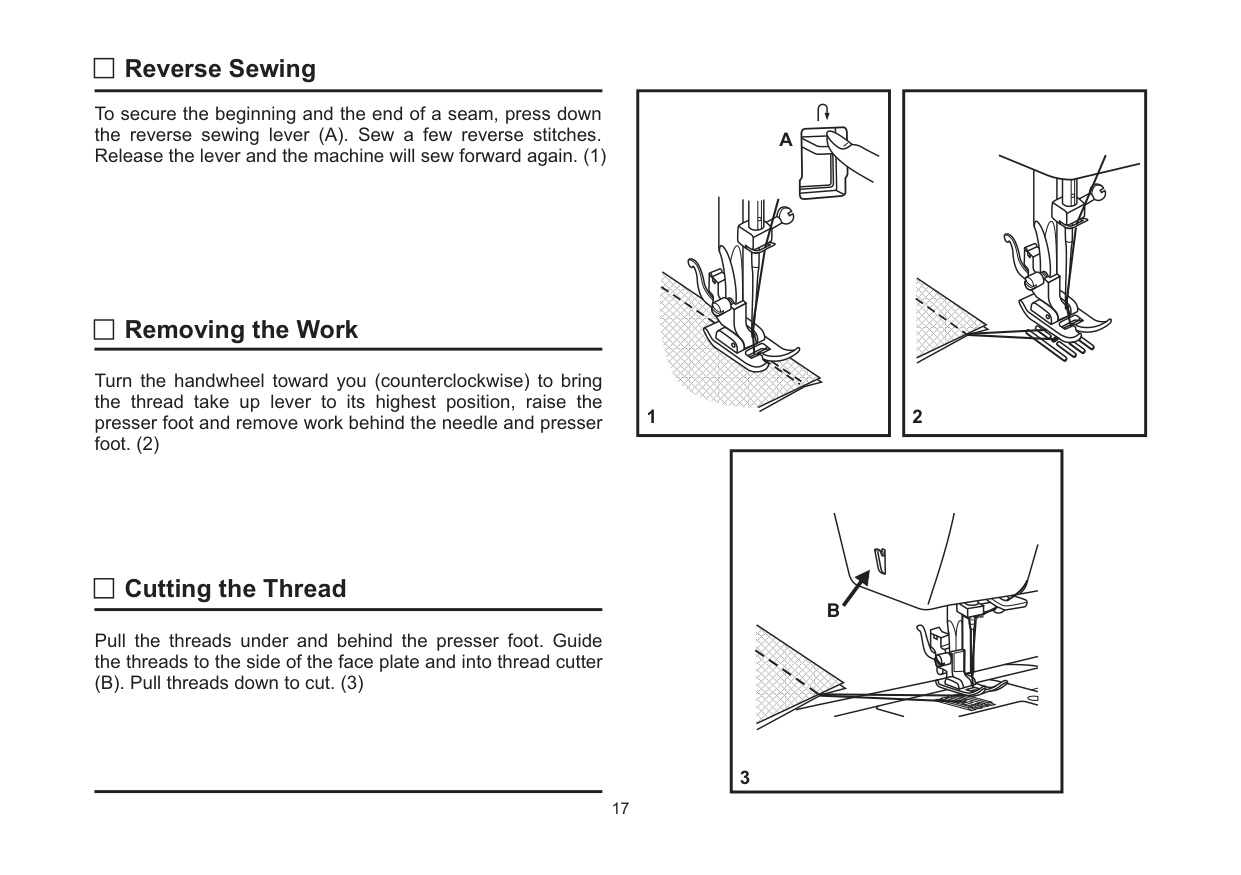 Reverse Sewing
To secure the beginning and the end of a seam, press down
the reverse sewing lever (A). Sew a few reverse stitches.
Release the lever and the machine will sew forward again. (1)
Removing the Work
Turn the handwheel toward you (counterclockwise) to bring
the thread take up lever to its highest position, raise the
presser foot and remove work behind the needle and presser
foot. (2)
Cutting the Thread
Pull the threads under and behind the presser foot. Guide
the threads to the side of the face plate and into thread cutter
(B). Pull threads down to cut. (3)
A
1
2
B
3
17